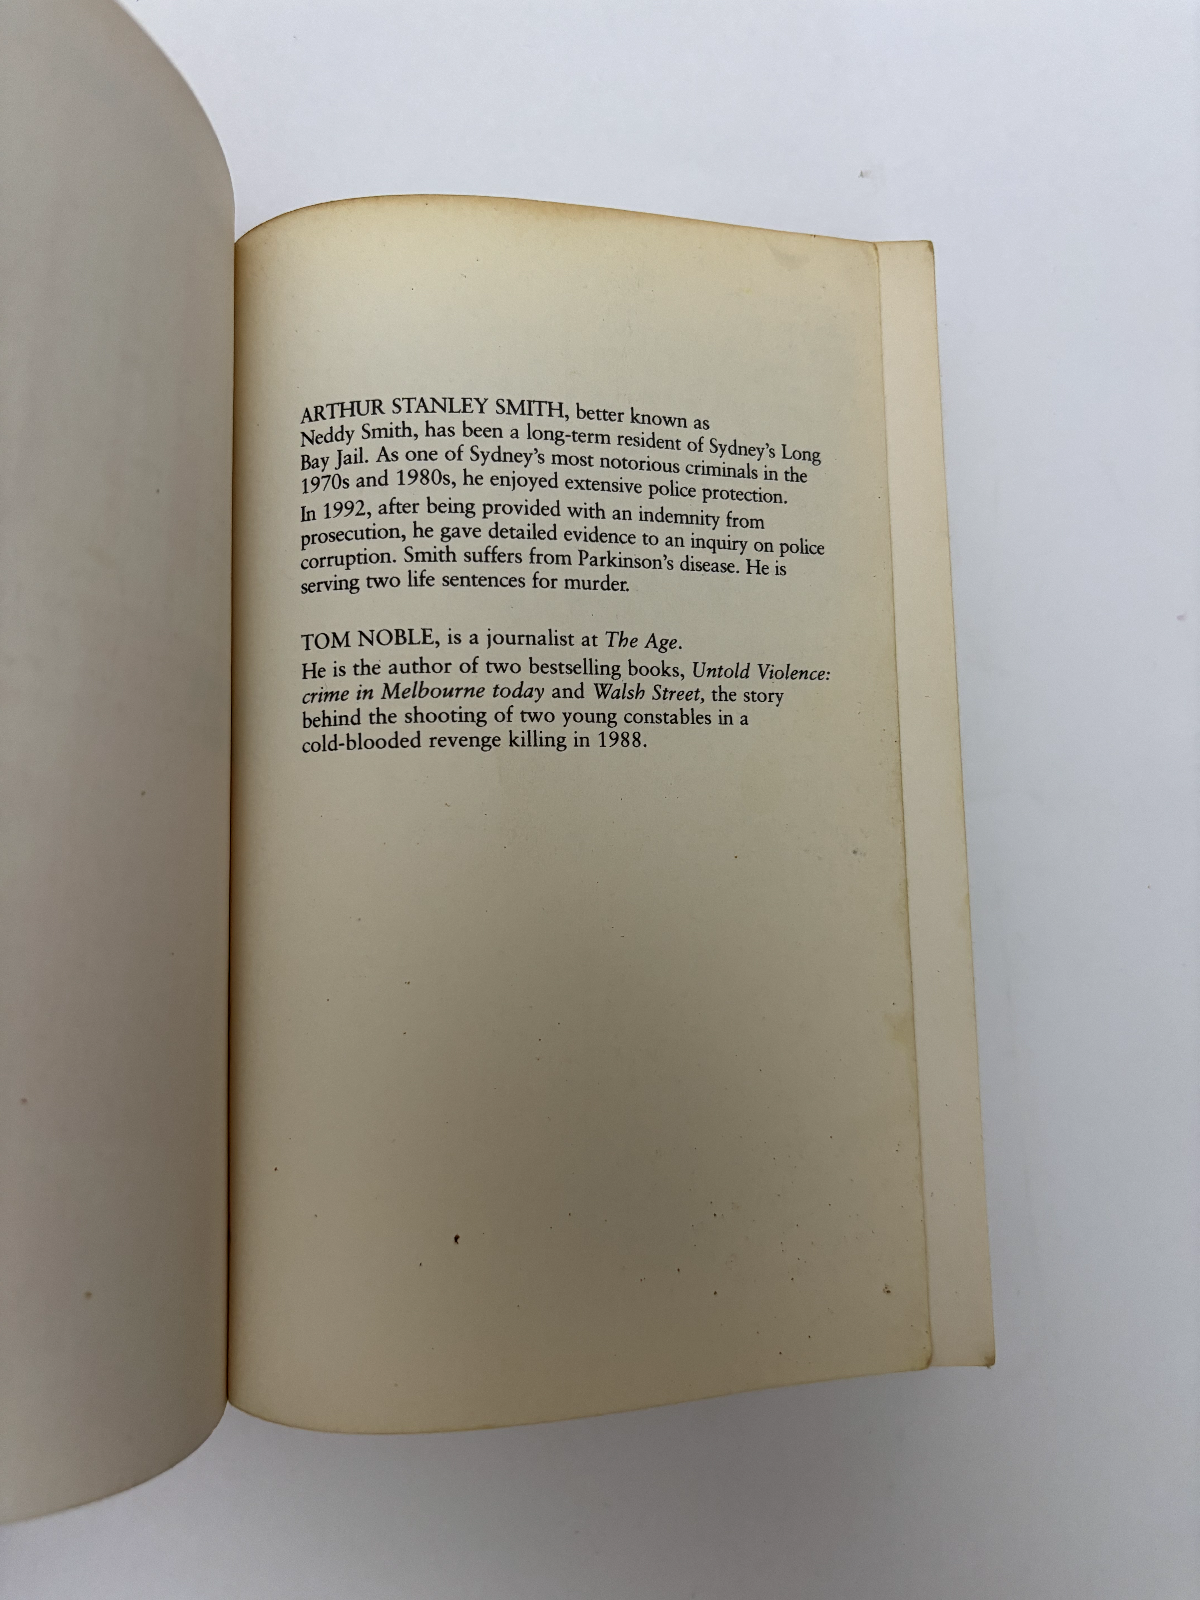 ARTHUR STANLEY SMITH, better known as
Neddy Smith, has been a long-term resident of Sydney's Long
Bay Jail. As one of Sydney's most notorious criminals in the
1970s and 1980s, he enjoyed extensive police protection.
In 1992, after being provided with an indemnity from
prosecution, he gave detailed evidence to an inquiry on police
corruption. Smith suffers from Parkinson's disease. He is
serving two life sentences for murder.
TOM NOBLE, is a journalist at The Age.
He is the author of two bestselling books, Untold Violence:
crime in Melbourne today and Walsh Street, the story
behind the shooting of two young constables in a
cold-blooded revenge killing in 1988.